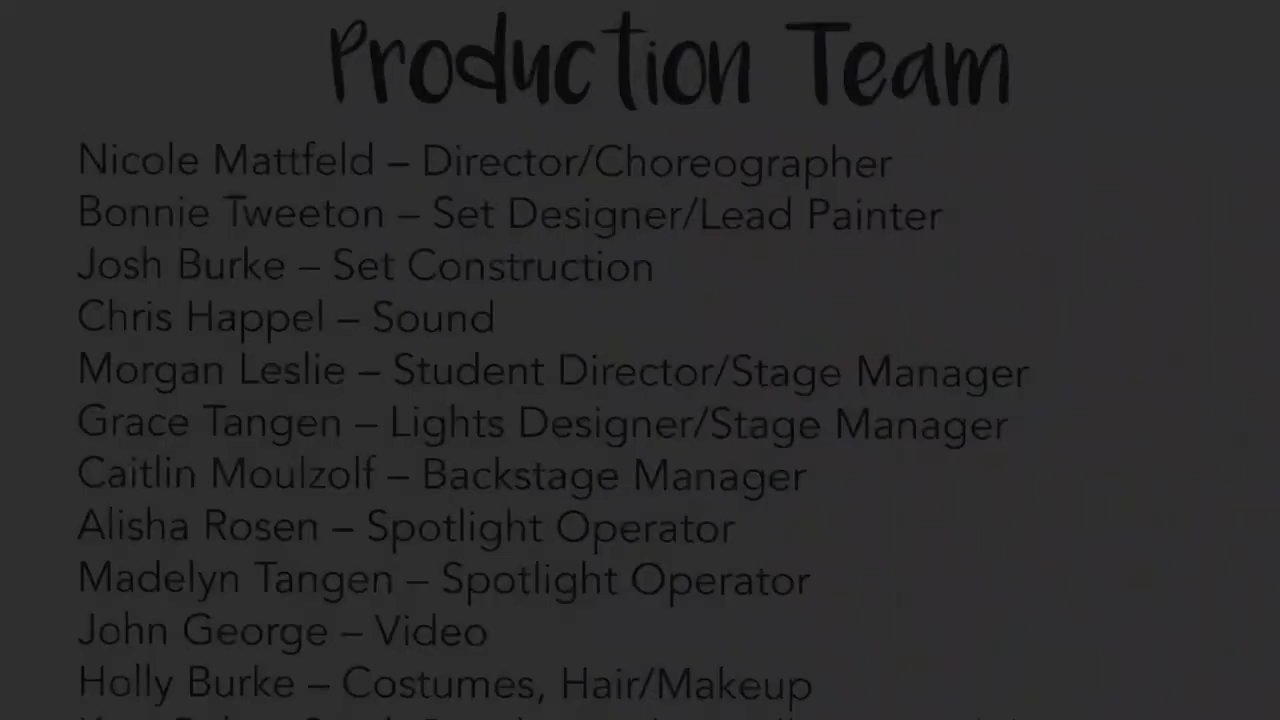 Production Team
Nicole Mattfeld – Director/Choreographer
Bonnie Tweeton – Set Designer/Lead Painter
Josh Burke – Set Construction
Chris Happel – Sound
Morgan Leslie – Student Director/Stage Manager
Grace Tangen – Lights Designer/Stage Manager
Caitlin Moulzolf – Backstage Manager
Alisha Rosen – Spotlight Operator
Madelyn Tangen – Spotlight Operator
John George – Video
Holly Burke – Costumes, Hair/Makeup